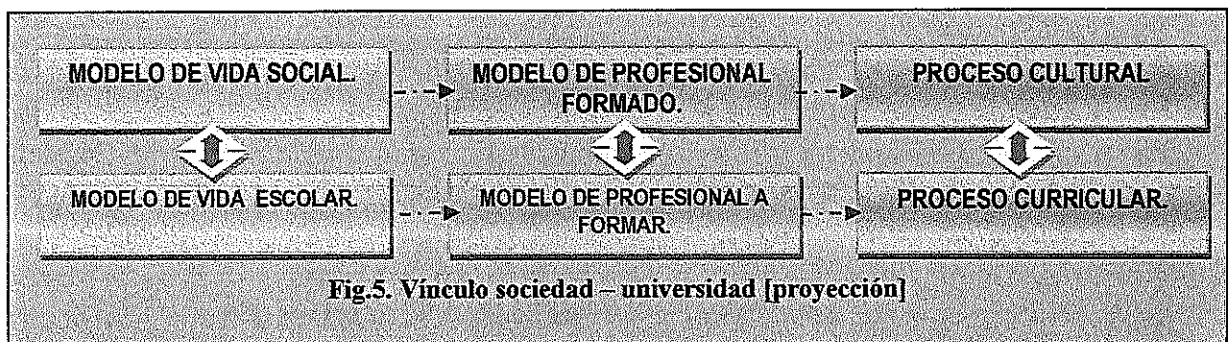 MODELO DE VIDA SOCIAL.
MODELO DE PROFESIONAL
FORMADO.
PROCESO CULTURAL
MODELO DE VIDA ESCOLAR.
MODELO DE PROFESIONAL A
FORMAR.
PROCESO CURRICULAR.
Fig.5. Vínculo sociedad – universidad [proyección]